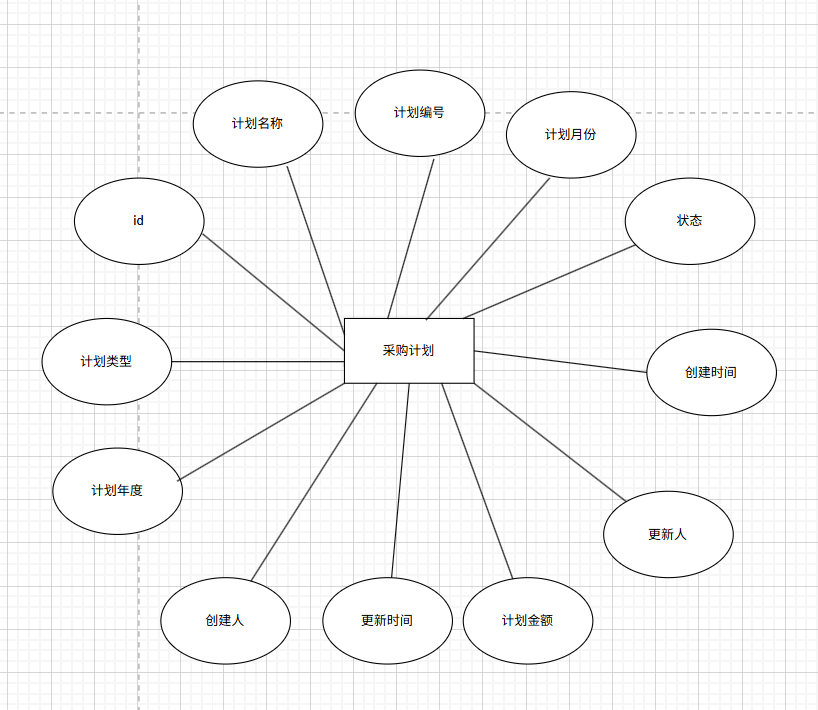 计划编号
计划名称
计划月份
id
状态
采购计划
计划类型
创建时间
计划年度
更新人
创建人
更新时间
计划金额